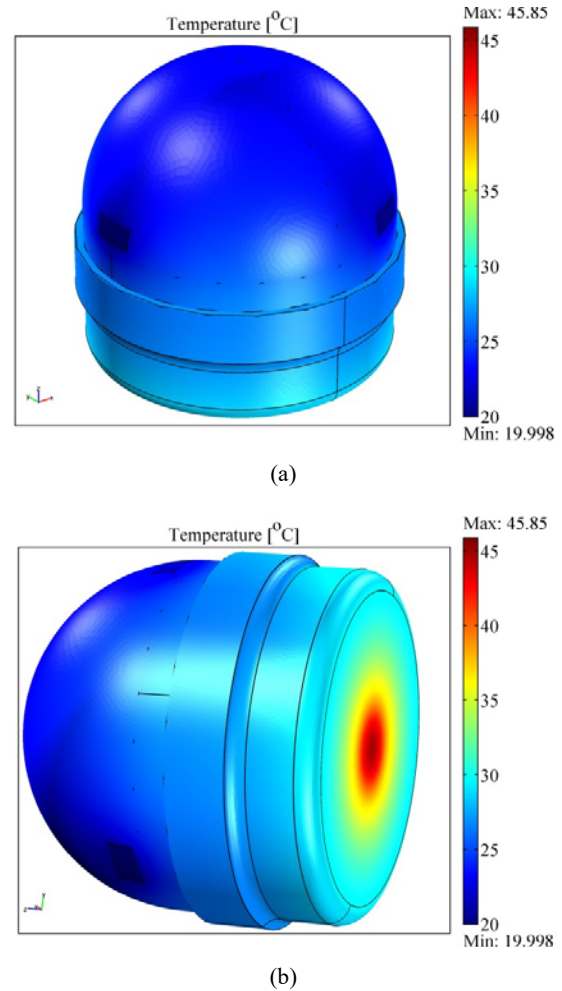 Temperature [°C]
Max: 45.85
45
40
35
30
25
20
Min: 19.998
z
y
x
(a)
Temperature [°C]
Max: 45.85
45
40
35
30
25
20
Min: 19.998
y
z
x
(b)